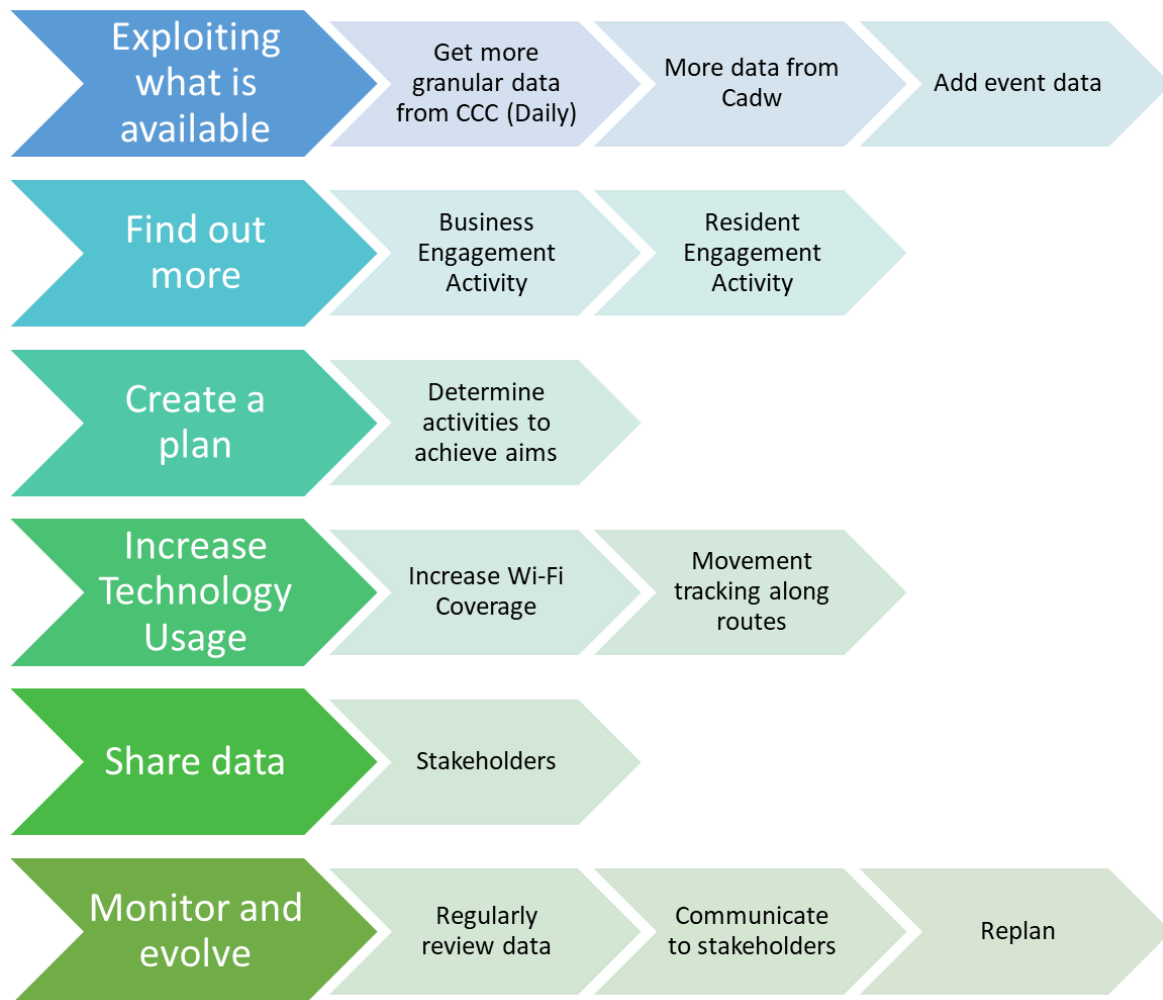 Exploiting
what is
available
Get more
granular data
from CCC (Daily)
More data from
Cadw
Add event data
Find out
more
Business
Engagement
Activity
Resident
Engagement
Activity
Create a
plan
Determine
activities to
achieve aims
Increase
Technology
Usage
Increase Wi-Fi
Coverage
Movement
tracking along
routes
Share data
Stakeholders
Monitor and
evolve
Regularly
review data
Communicate
to stakeholders
Replan